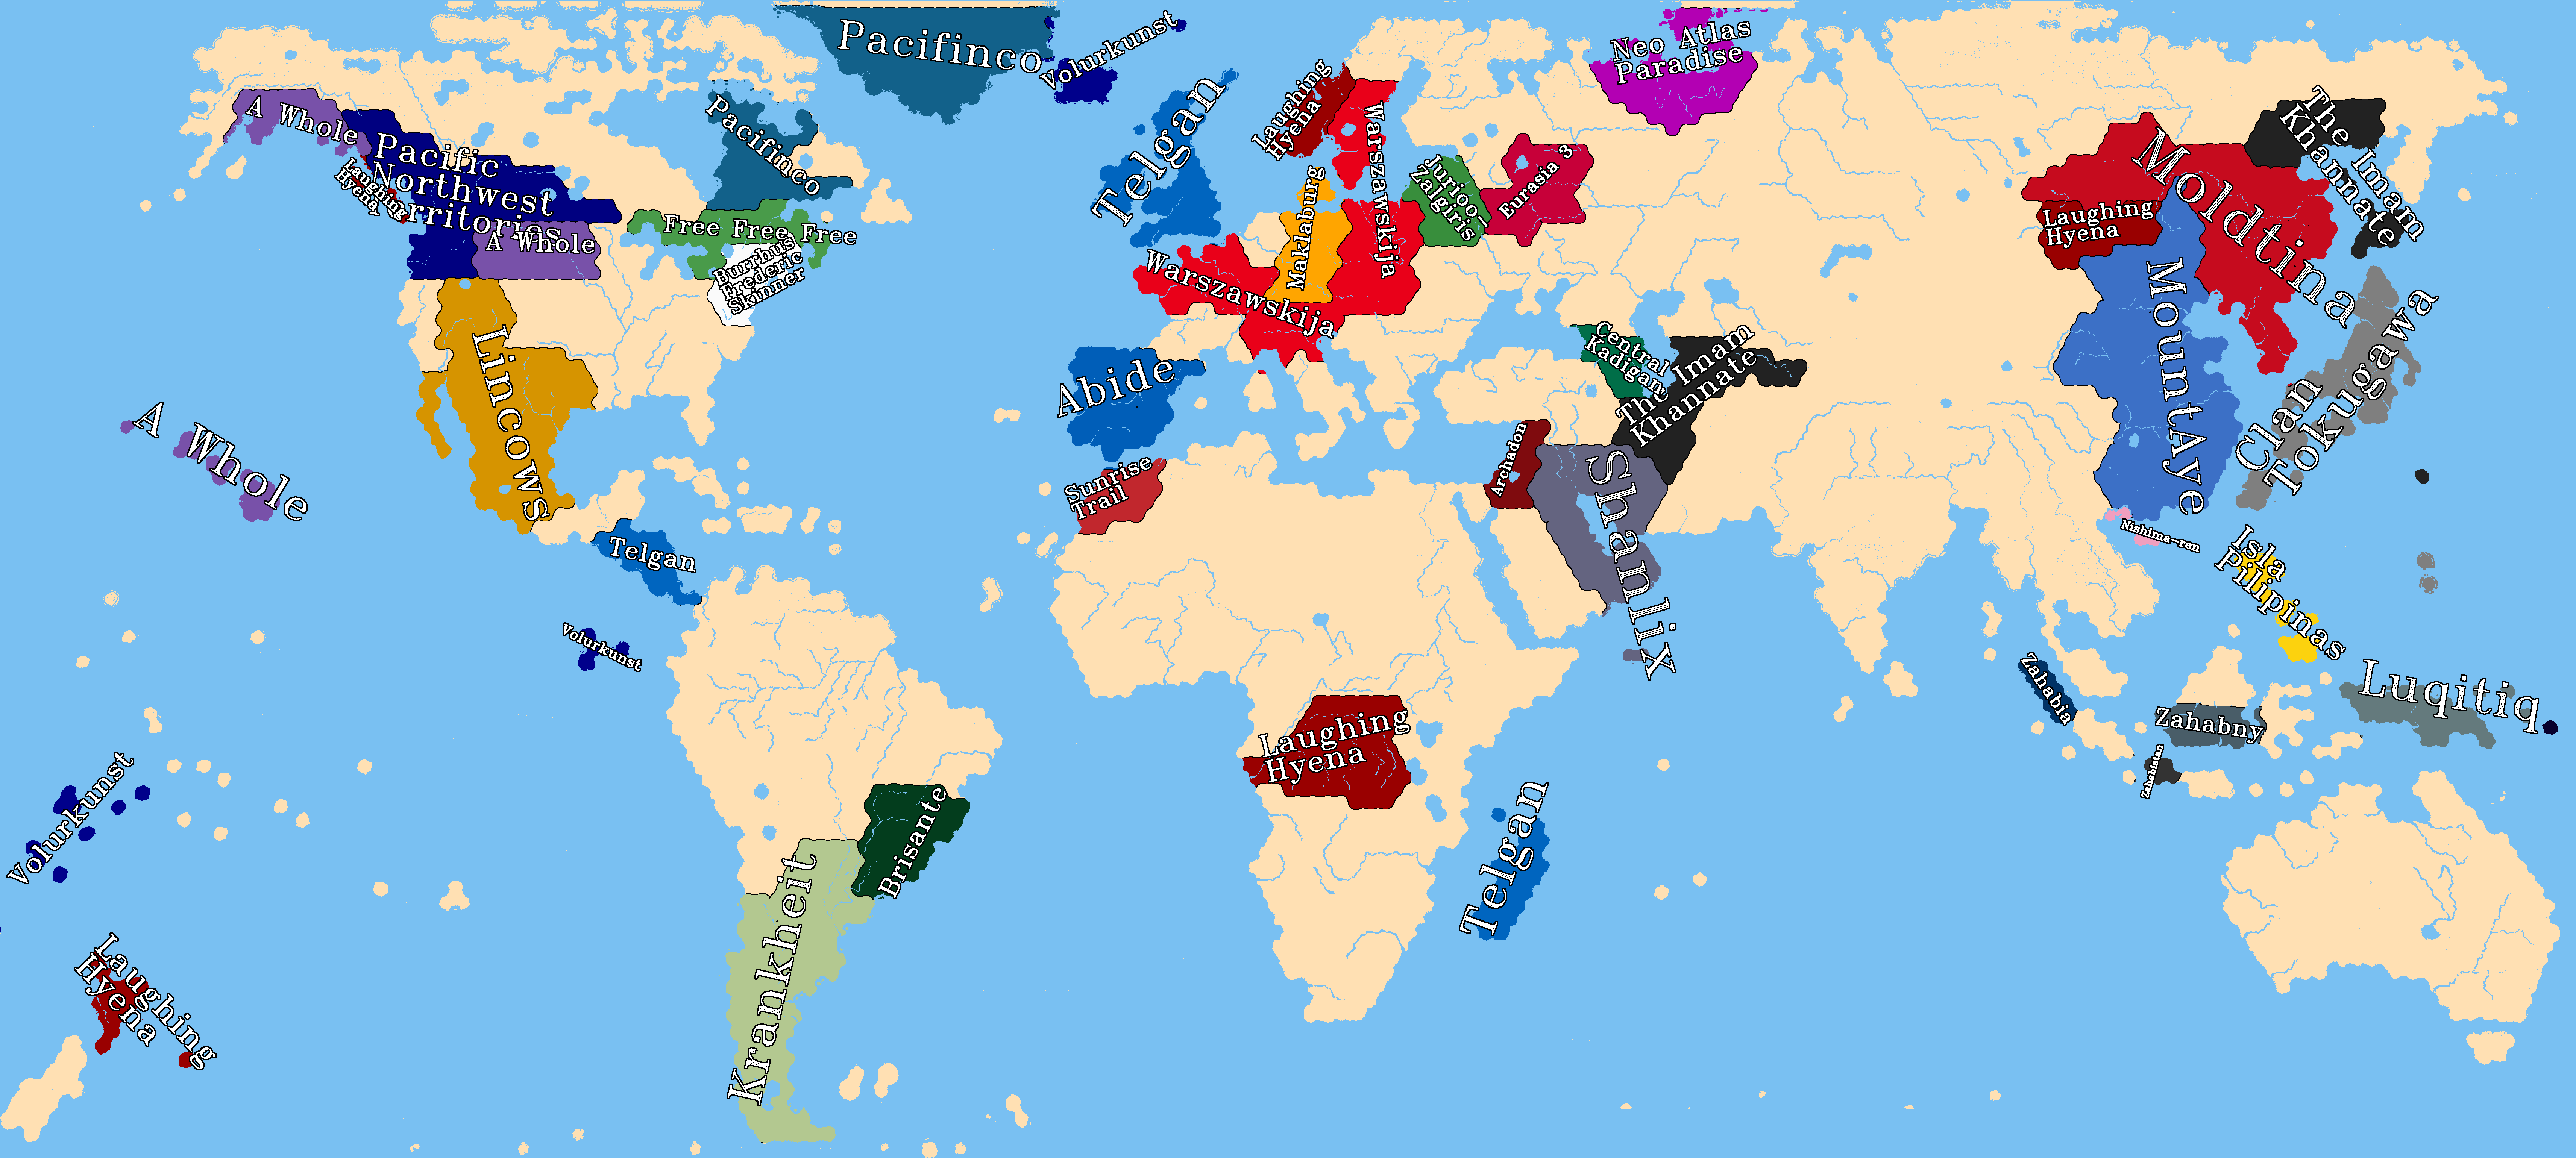 Pacifinco
Volurkunst
Neo Atlas
Paradise
A Whole
Pacific
Northwest
Territories
Laughing
Hyena
A Whole
Pacifinco
Free Free Free
Burrhus
Frederic
Skinner
Telgan
Laughing
Hyena
Warszawskija
Maklaburg
Warszawskija
Juriool
Zalgiris
Eurasia 3
Moldtina
The Imam
Khannate
Laughing
Hyena
MountAye
Clan
Tokugawa
Lincows
Abide
Central
Kadigan
The Imam
Khannate
A Whole
Sunrise
Trail
Archadon
Shamlix
Nishima-ren
Isla
Pilipinas
Telgan
Volurkunst
Zahabia
Zahabny
Zahabistan
Luqitiq
Laughing
Hyena
Volurkunst
Brisante
Krankheit
Telgan
Laughing
Hyena